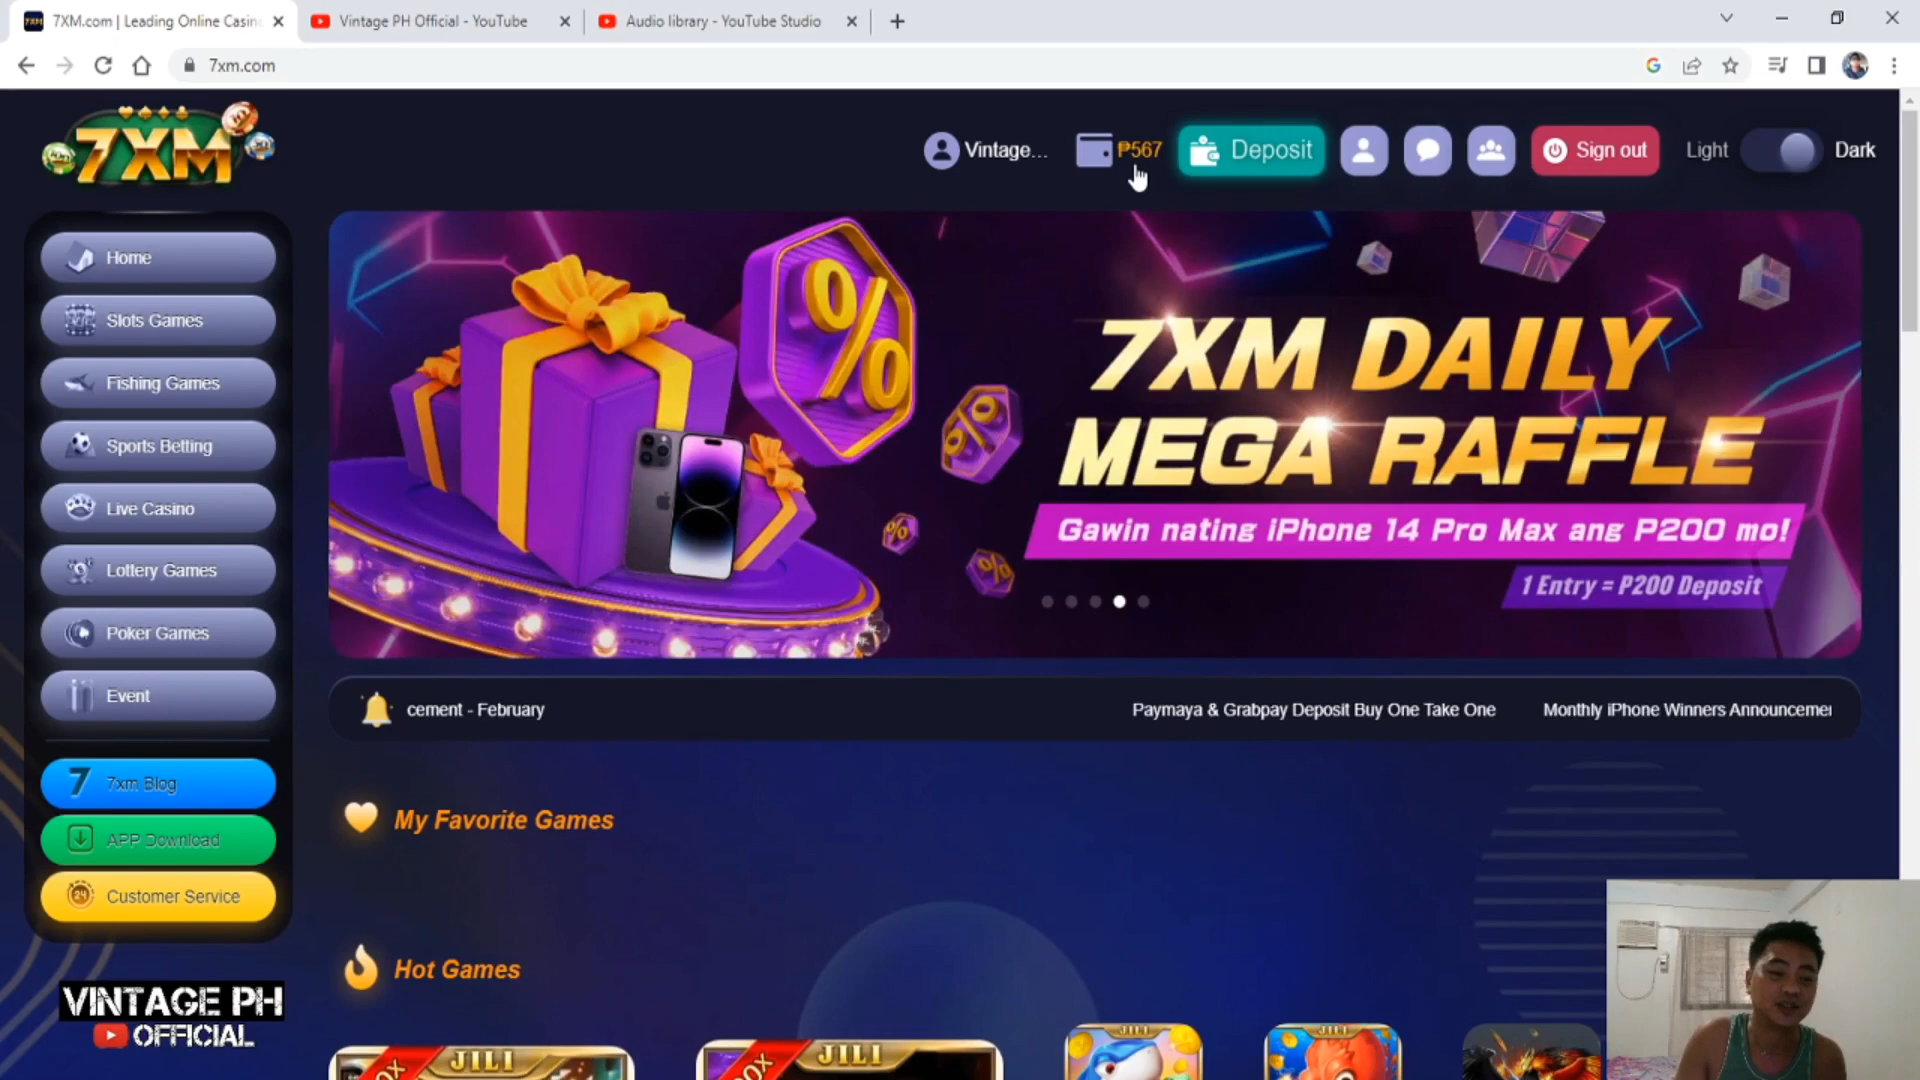 7XM.com | Leading Online Casin
Vintage PH Official - YouTube
Audio library - YouTube Studio
7xm.com
7XM
Vintage...
₱567
Deposit
Sign out
Light
Dark
Home
Slots Games
Fishing Games
Sports Betting
Live Casino
Lottery Games
Poker Games
Event
7xm Blog
APP Download
Customer Service
7XM DAILY
MEGA RAFFLE
Gawin nating iPhone 14 Pro Max ang P200 mo!
1 Entry = P200 Deposit
cement - February
Paymaya & Grabpay Deposit Buy One Take One
Monthly iPhone Winners Announcemen
My Favorite Games
Hot Games
JILI
JILI
JILI
JILI
VINTAGE PH
OFFICIAL